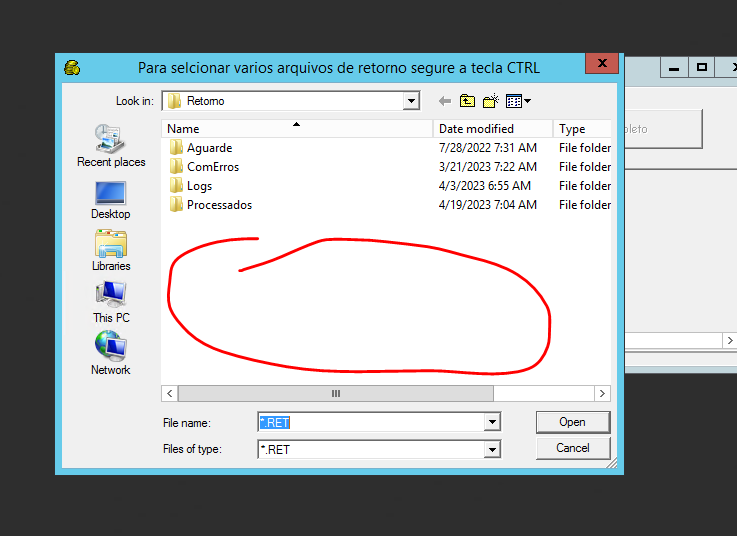 Para selcionar varios arquivos de retorno segure a tecla CTRL
x
Look in: Retorno
Name Date modified Type
Aguarde 7/28/2022 7:31 AM File folder
ComErros 3/21/2023 7:22 AM File folder
Logs 4/3/2023 6:55 AM File folder
Processados 4/19/2023 7:04 AM File folder
Recent places
Desktop
Libraries
This PC
Network
File name: *.RET Open
Files of type: *.RET Cancel